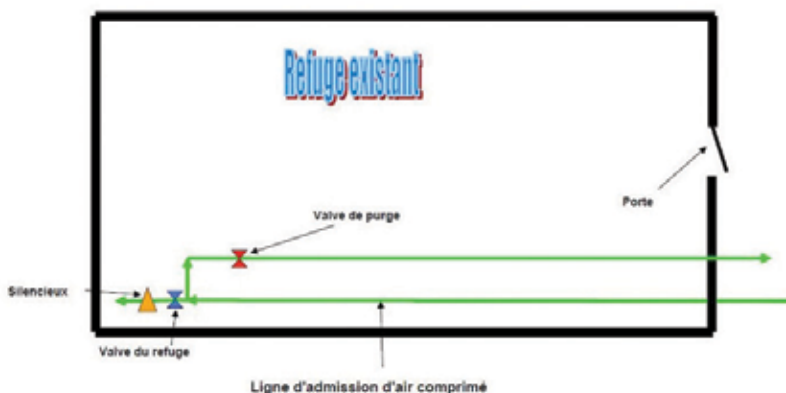 Refuge existant
Porte
Valve de purge
Silencieux
Valve du refuge
Ligne d'admission d'air comprimé